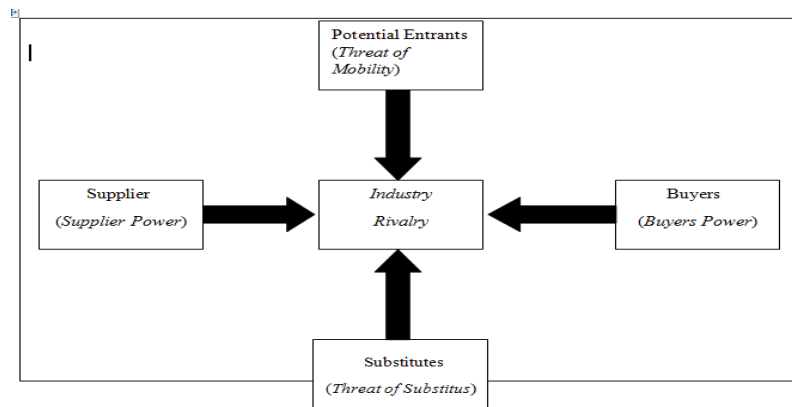 Potential Entrants
(Threat of
Mobility)
Supplier
(Supplier Power)
Industry
Rivalry
Buyers
(Buyers Power)
Substitutes
(Threat of Substitus)